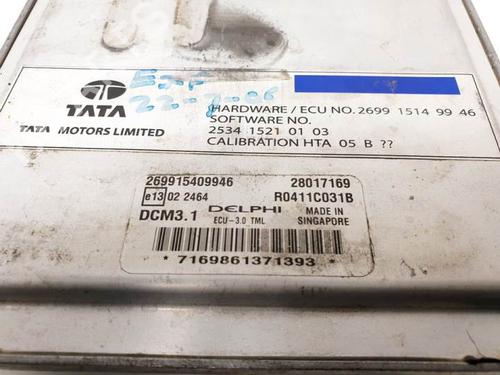 TATA
TATA MOTORS LIMITED
HARDWARE / ECU NO. 2699 1514 99 46
SOFTWARE NO.
2534 1521 01 03
CALIBRATION HTA 05 B ??
269915409946 28017169
e13 02 2464 R0411C031B
DCM3.1 DELPHI MADE IN
ECU-3.0 TML SINGAPORE
* 7169861371393 *